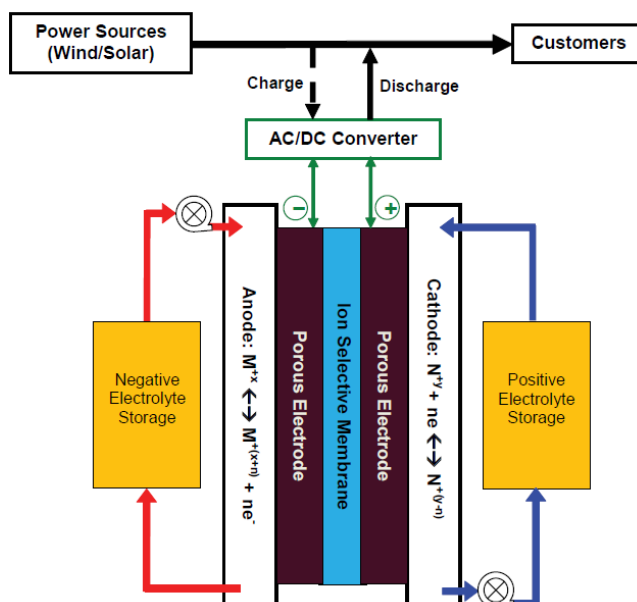 Power Sources
(Wind/Solar)
Customers
Charge
Discharge
AC/DC Converter
−
+
Negative
Electrolyte
Storage
Anode: M⁺ˣ ←→ M⁺⁽ˣ⁺ⁿ⁾ + ne⁻
Porous Electrode
Ion Selective Membrane
Porous Electrode
Cathode: N⁺ʸ + ne ←→ N⁺⁽ʸ⁻ⁿ⁾
Positive
Electrolyte
Storage